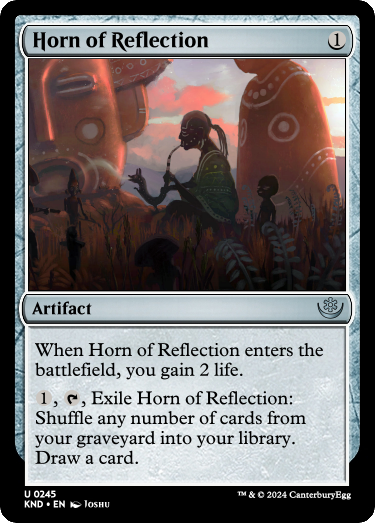 Horn of Reflection 1
Artifact
When Horn of Reflection enters the
battlefield, you gain 2 life.
1, , Exile Horn of Reflection:
Shuffle any number of cards from
your graveyard into your library.
Draw a card.
U 0245
KND • EN Joshu
™ & © 2024 CanterburyEgg